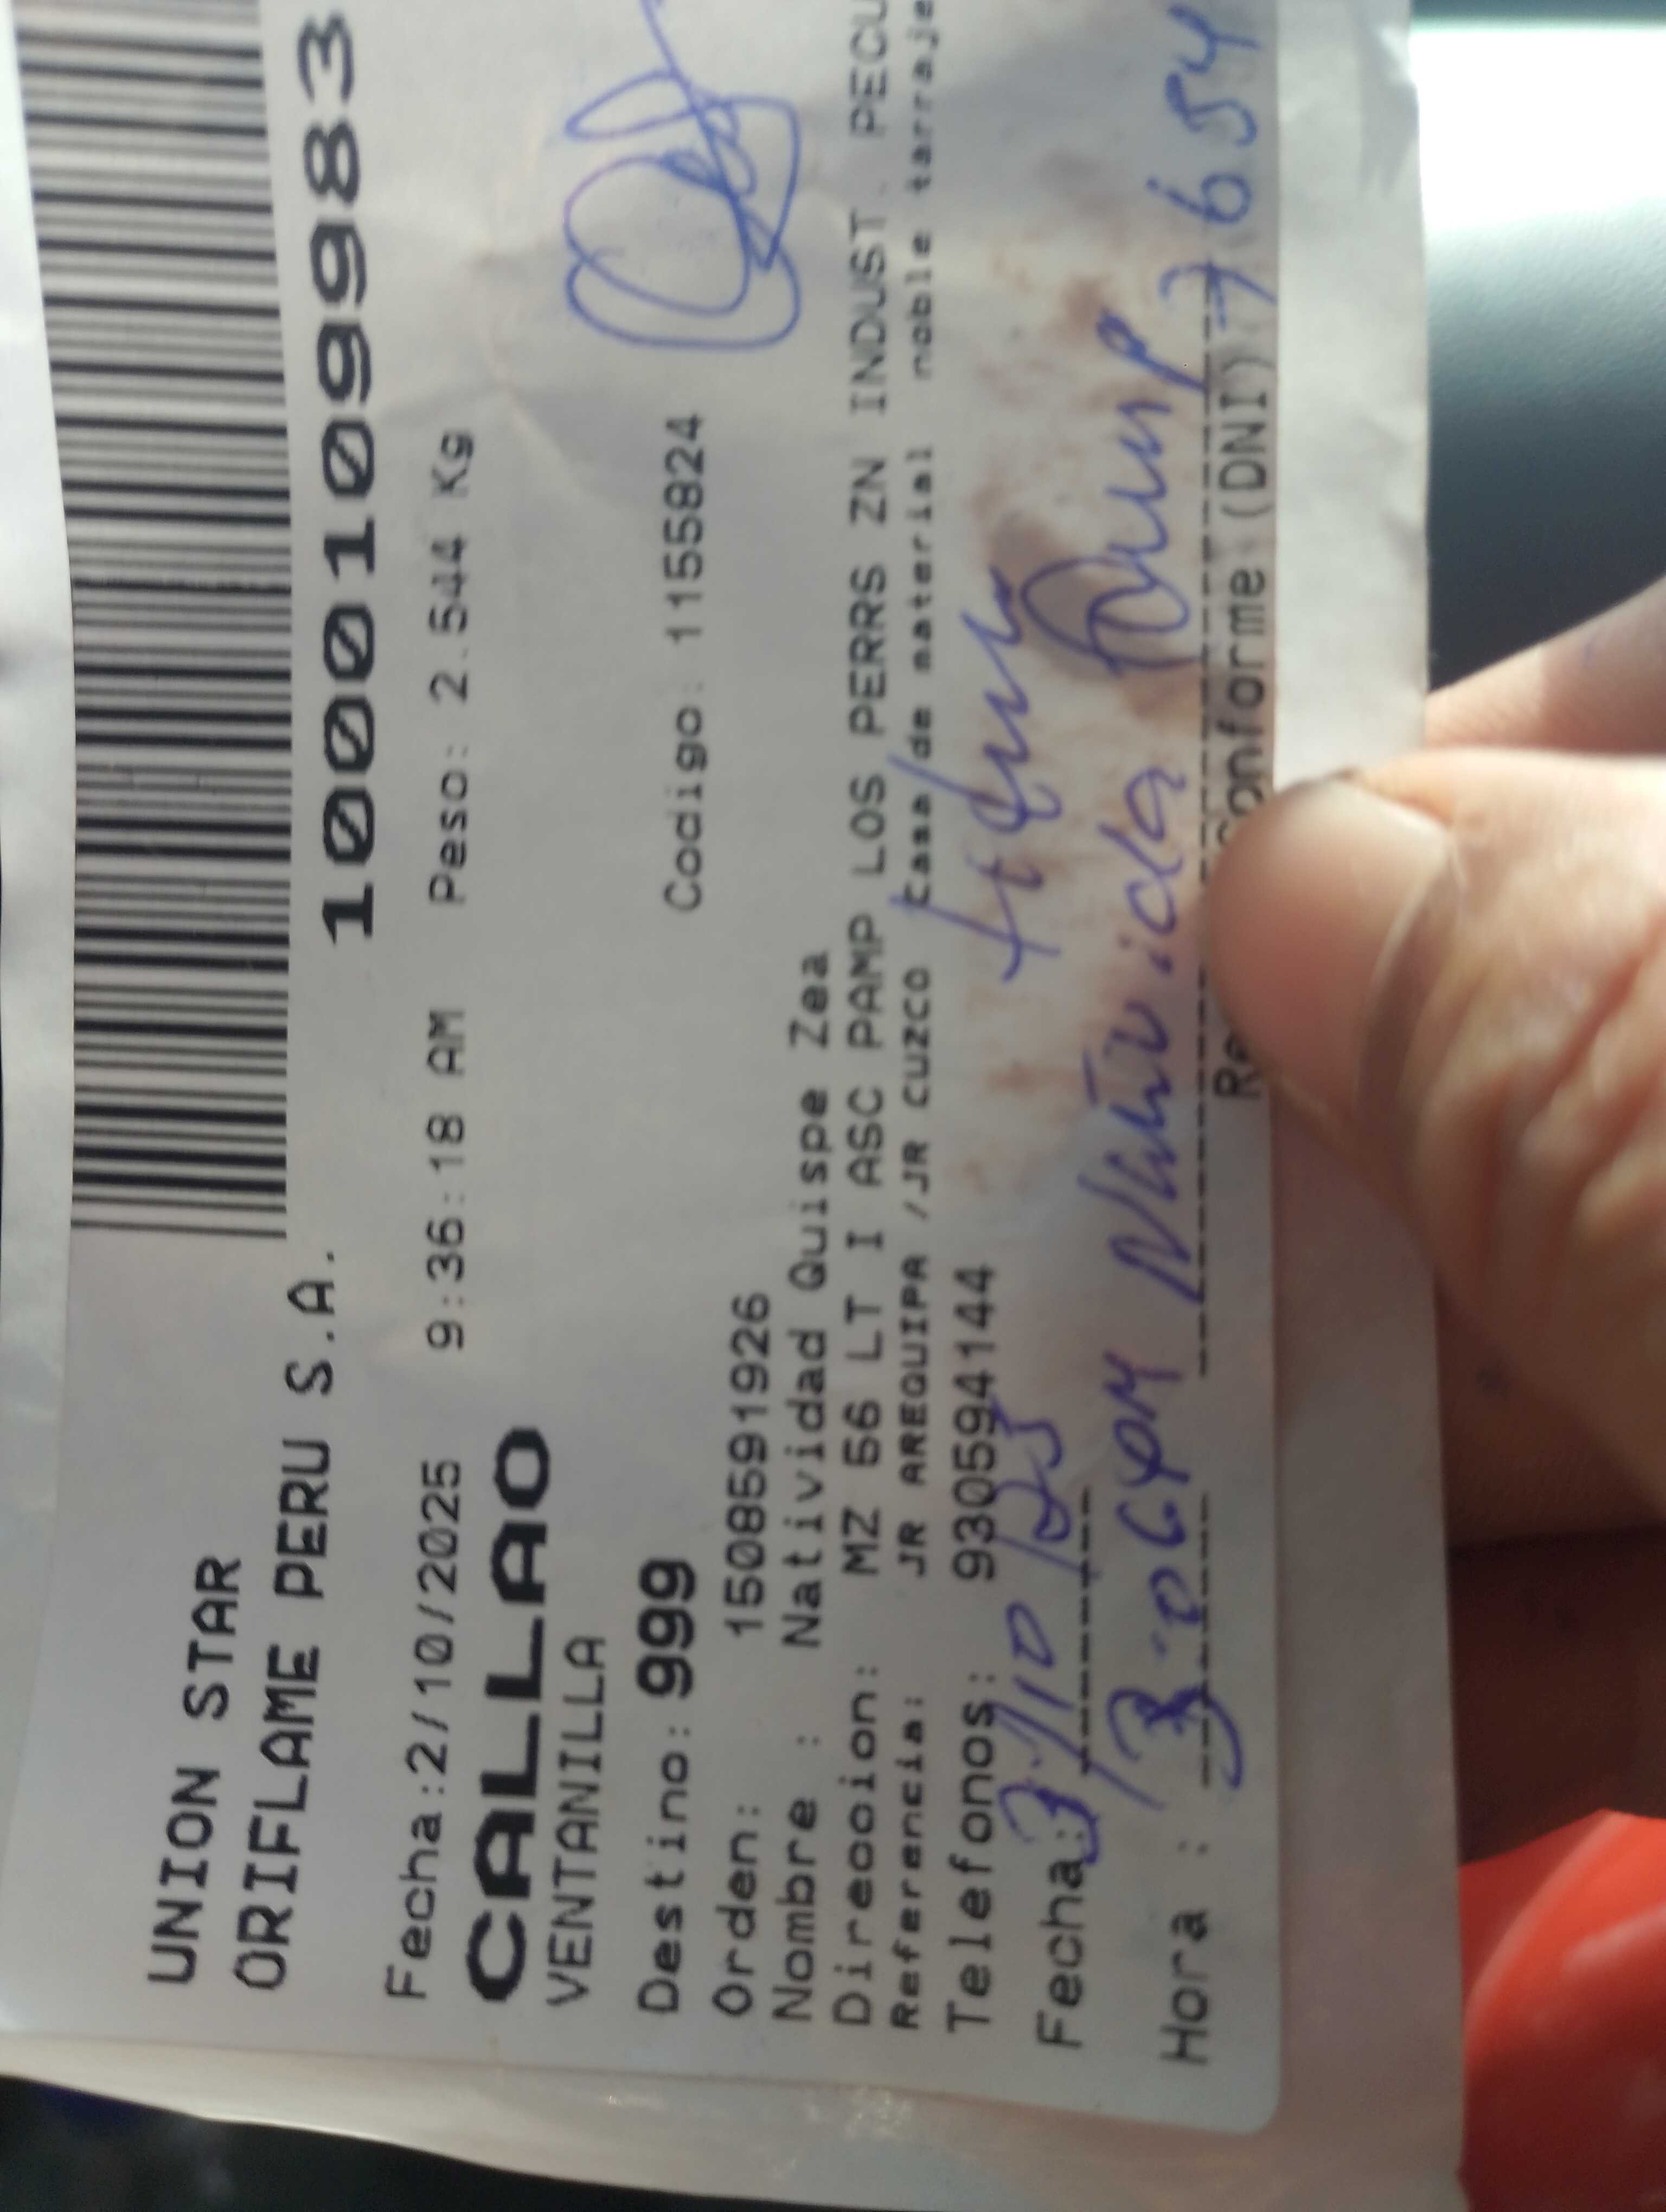 UNION STAR
ORIFLAME PERU S.A.
1000109983
Fecha:2/10/2025 9:36:18 AM Peso: 2.544 Kg
CALLAO
VENTANILLA
Destino: 999 Codigo: 1155824
Orden: 1508591926
Nombre : Natividad Quispe Zea
Direccion: MZ 56 LT I ASC PAMP LOS PERRS ZN INDUST. PECU
Referencia: JR AREQUIPA /JR CUZCO Casa de material noble tarraje
Telefonos: 930594144
Fecha: 3/10/25
Hora :
Conforme (DNI) 7654